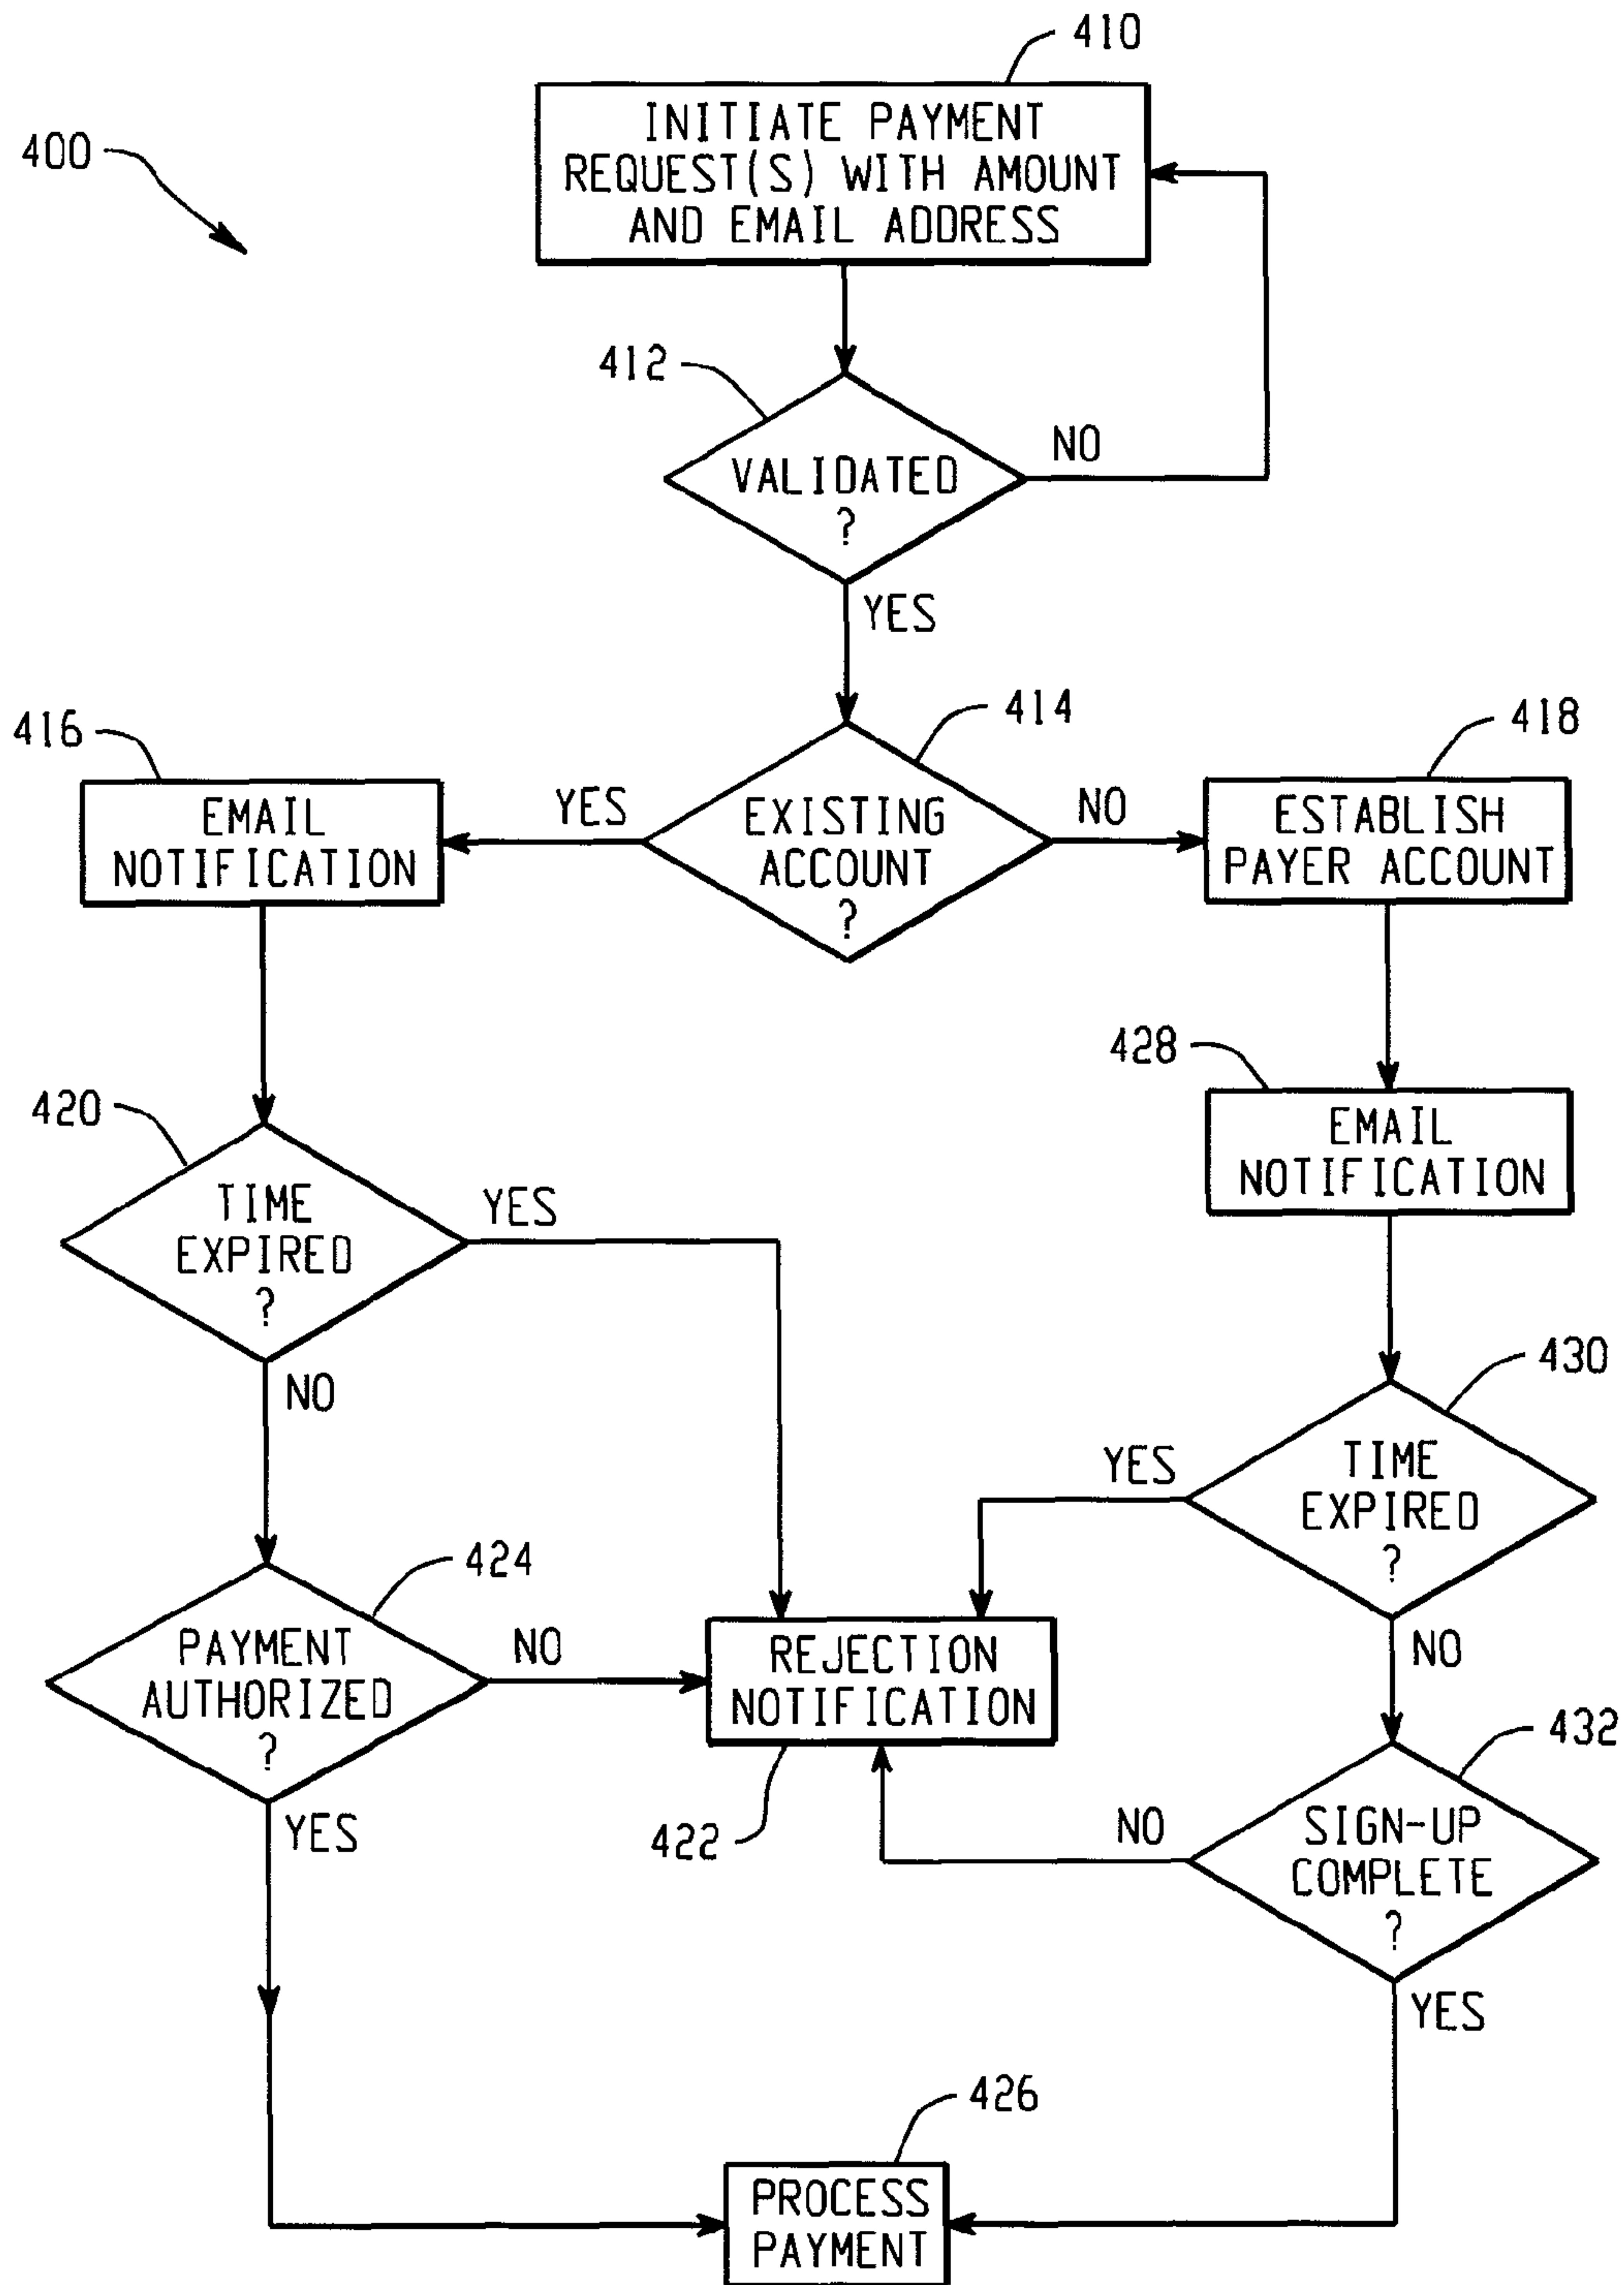 410
INITIATE PAYMENT
REQUEST(S) WITH AMOUNT
AND EMAIL ADDRESS
400
412
VALIDATED
?
NO
YES
414
416
418
EMAIL
NOTIFICATION
YES
EXISTING
ACCOUNT
?
NO
ESTABLISH
PAYER ACCOUNT
428
EMAIL
NOTIFICATION
420
TIME
EXPIRED
?
YES
NO
430
TIME
EXPIRED
?
YES
NO
424
PAYMENT
AUTHORIZED
?
NO
YES
REJECTION
NOTIFICATION
422
432
SIGN-UP
COMPLETE
?
NO
YES
426
PROCESS
PAYMENT